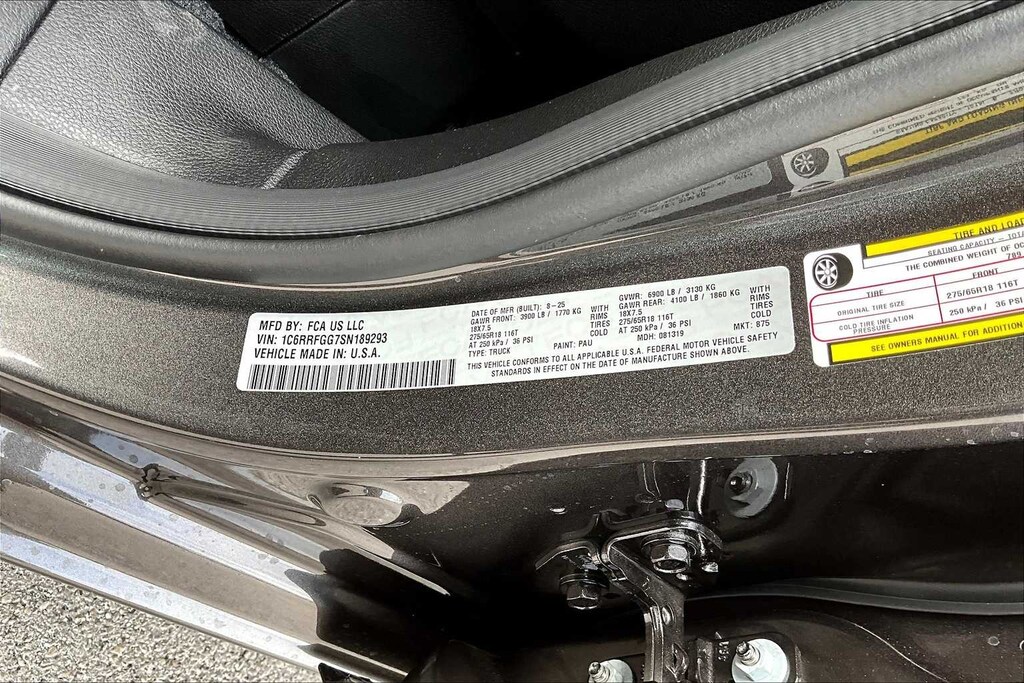 MFD BY: FCA US LLC
VIN: 1C6RRFGG7SN189293
VEHICLE MADE IN U.S.A.
DATE OF MFR (BUILT): 8-25
GAWR FRONT: 3900 LB / 1770 KG WITH
18X7.5 RIMS
275/65R18 116T TIRES
AT 250 kPa / 36 PSI COLD
TYPE: TRUCK PAINT: PAU
GVWR: 6900 LB / 3130 KG
GAWR REAR: 4100 LB / 1860 KG WITH
18X7.5 RIMS
275/65R18 116T TIRES
AT 250 kPa / 36 PSI COLD
MDH: 081319 MKT: 875
THIS VEHICLE CONFORMS TO ALL APPLICABLE U.S.A. FEDERAL MOTOR VEHICLE SAFETY
STANDARDS IN EFFECT ON THE DATE OF MANUFACTURE SHOWN ABOVE.
TIRE AND
SEATING CAPACITY –
THE COMBINED WEIGHT OF
789
TIRE FRONT
ORIGINAL TIRE SIZE 275/65R18 116T
COLD TIRE INFLATION PRESSURE 250 kPa / 36 PSI
SEE OWNERS MANUAL FOR ADDITION